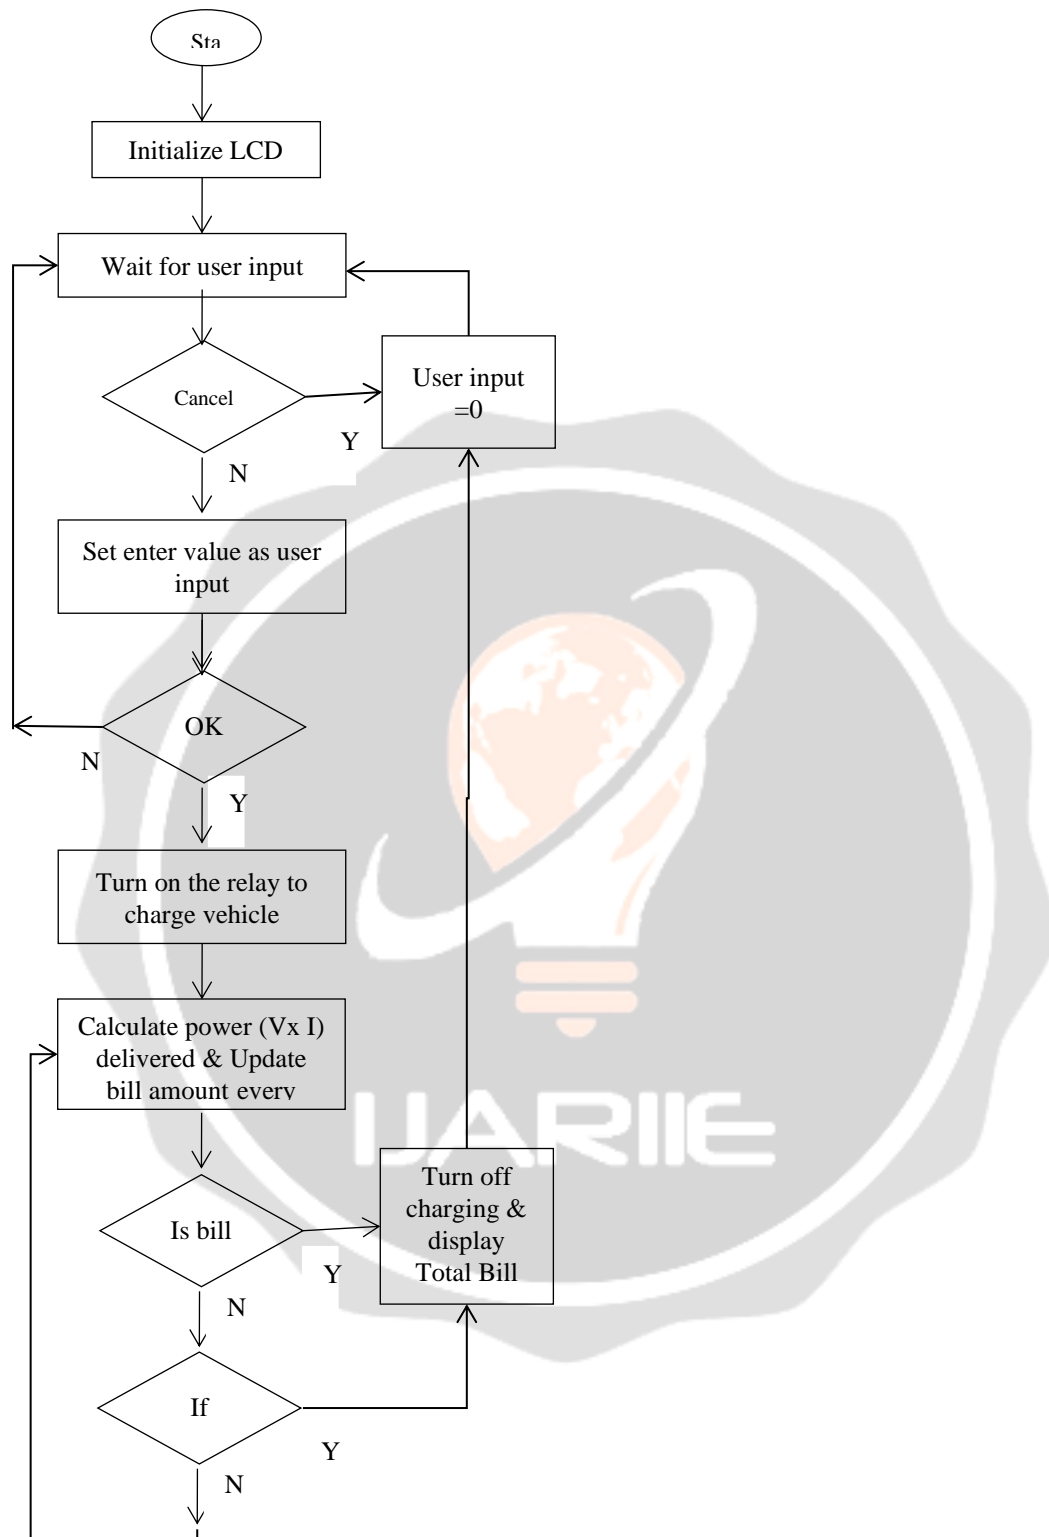 Sta
Initialize LCD
Wait for user input
Cancel
Y
User input
=0
N
Set enter value as user
input
OK
N
Y
Turn on the relay to
charge vehicle
Calculate power (Vx I)
delivered & Update
bill amount every
IJARIIE
Turn off
charging &
display
Total Bill
Is bill
Y
N
If
Y
N